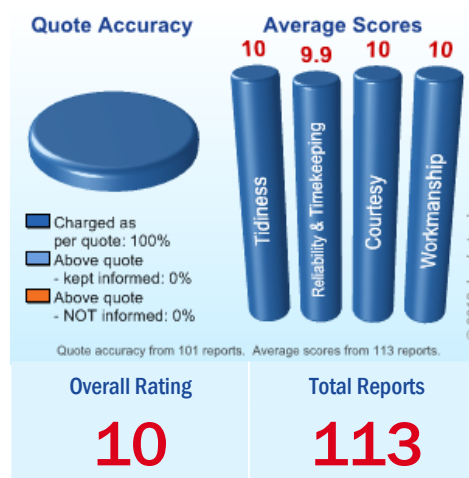 Quote Accuracy
Average Scores
10
9.9
10
10
Tidiness
Reliability & Timekeeping
Courtesy
Workmanship
Charged as
per quote: 100%
Above quote
- kept informed: 0%
Above quote
- NOT informed: 0%
Quote accuracy from 101 reports. Average scores from 113 reports.
Overall Rating
Total Reports
10
113